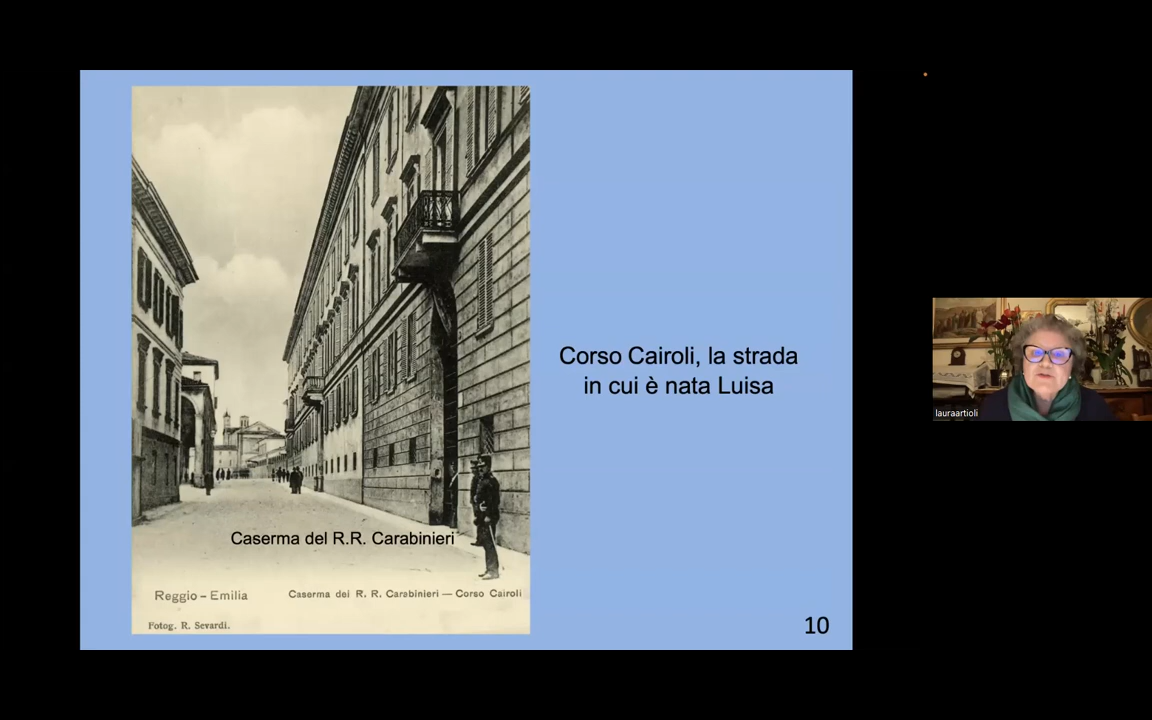 Corso Cairoli, la strada
in cui è nata Luisa
Caserma del R.R. Carabinieri
Reggio - Emilia
Caserma dei R. R. Carabinieri — Corso Cairoli
Fotog. R. Sevardi.
10
lauraartioli